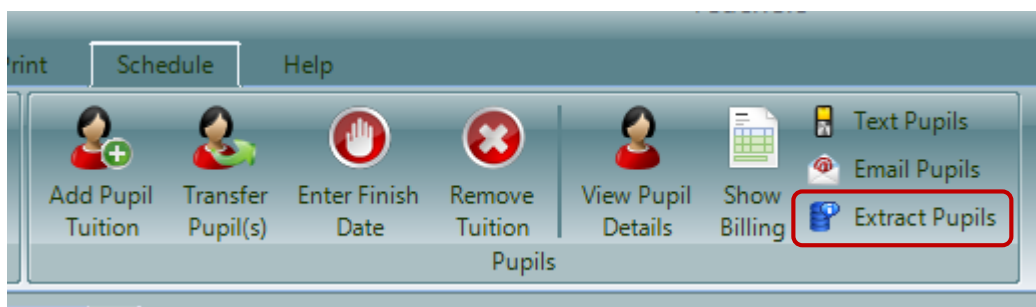 Schedule
Help
Add Pupil
Tuition
Transfer
Pupil(s)
Enter Finish
Date
Remove
Tuition
View Pupil
Details
Show
Billing
Text Pupils
Email Pupils
Extract Pupils
Pupils